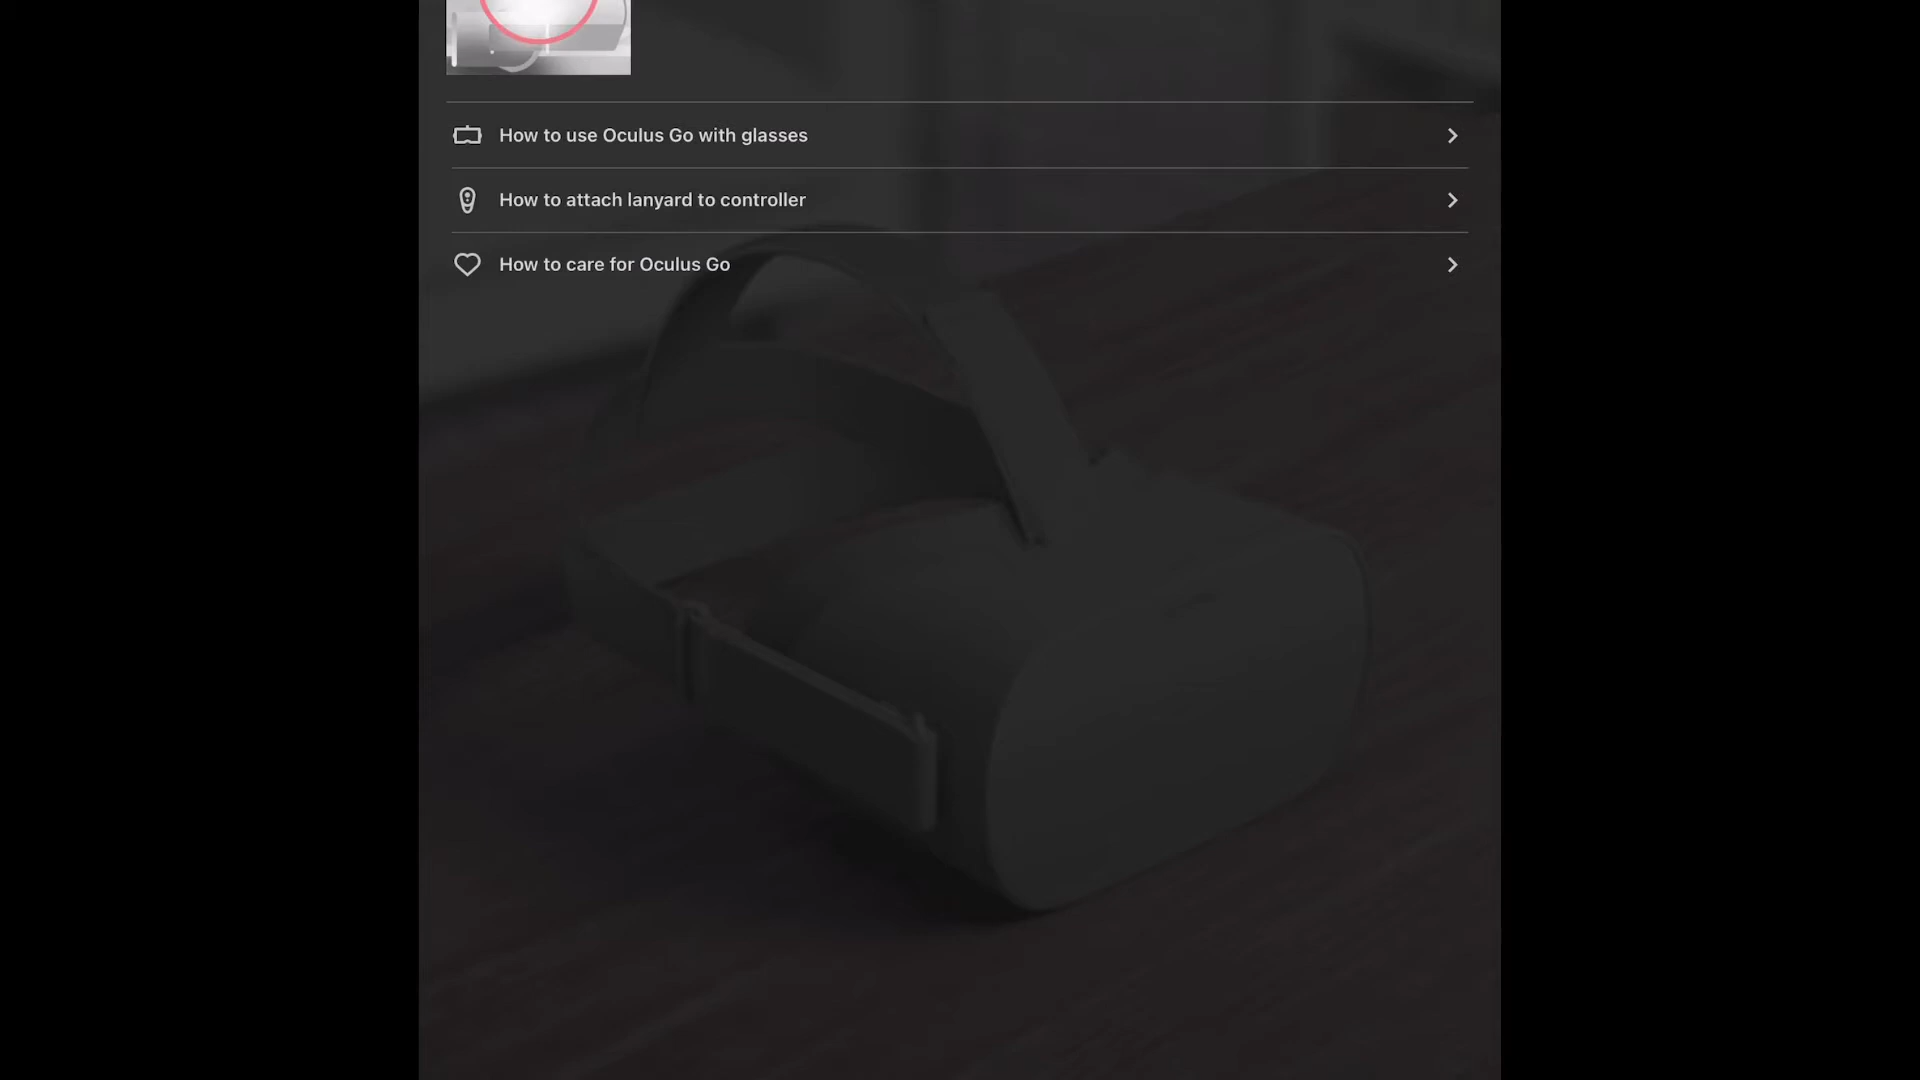 How to use Oculus Go with glasses
How to attach lanyard to controller
How to care for Oculus Go